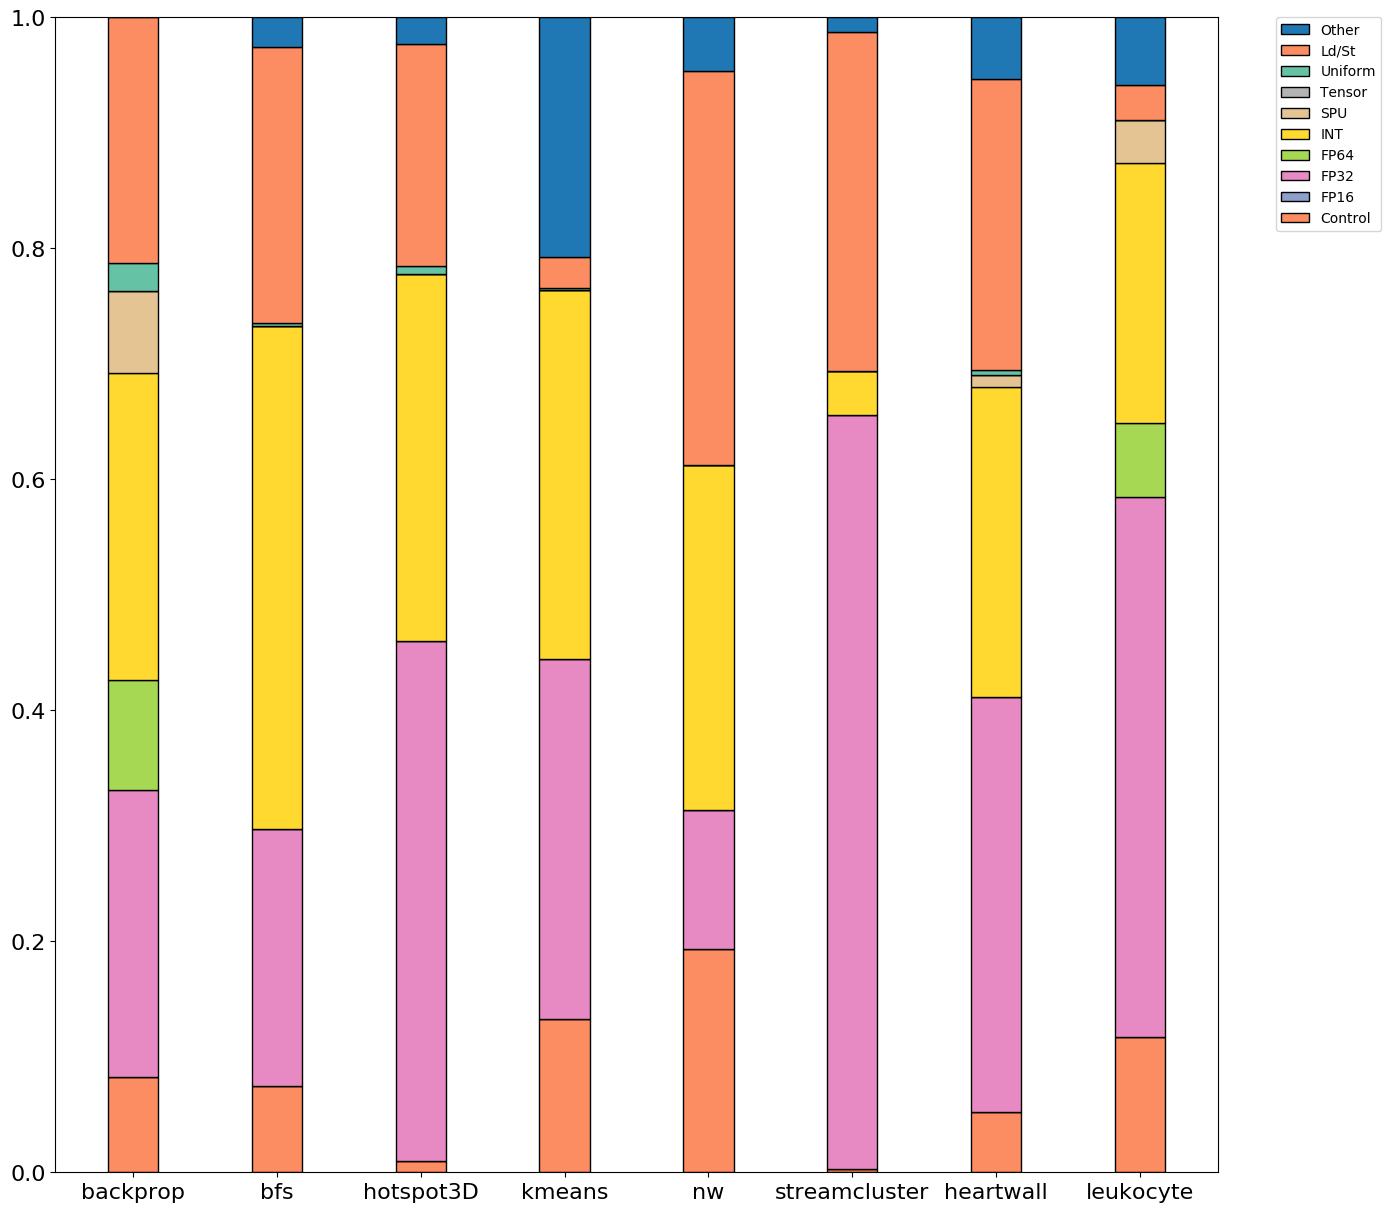 1.0
0.8
0.6
0.4
0.2
0.0
backprop
bfs
hotspot3D
kmeans
nw
streamcluster
heartwall
leukocyte
Other
Ld/St
Uniform
Tensor
SPU
INT
FP64
FP32
FP16
Control